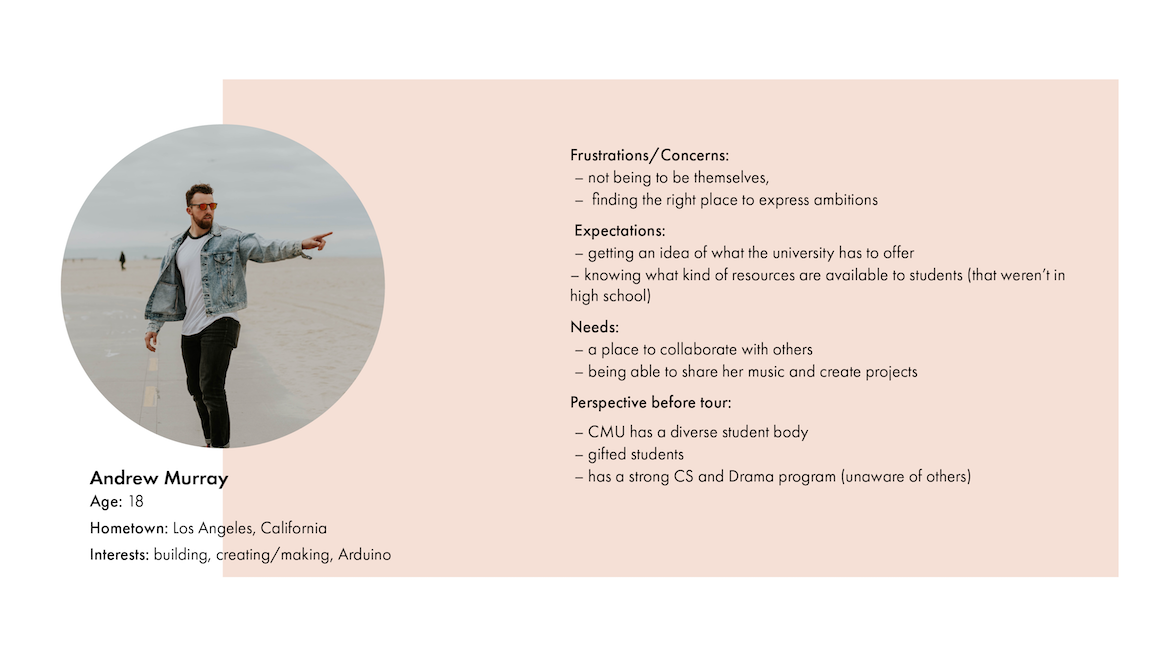 Frustrations/Concerns:
– not being to be themselves,
– finding the right place to express ambitions
Expectations:
– getting an idea of what the university has to offer
– knowing what kind of resources are available to students (that weren't in
high school)
Needs:
– a place to collaborate with others
– being able to share her music and create projects
Perspective before tour:
– CMU has a diverse student body
– gifted students
– has a strong CS and Drama program (unaware of others)
Andrew Murray
Age: 18
Hometown: Los Angeles, California
Interests: building, creating/making, Arduino